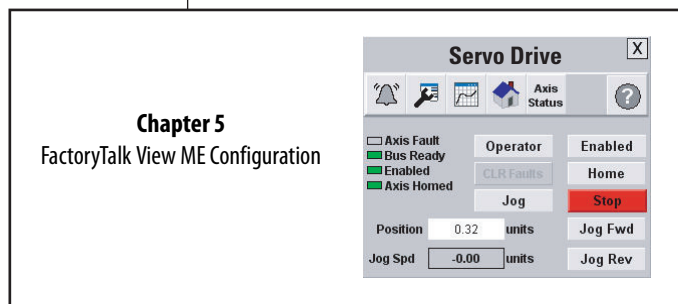 Chapter 5
FactoryTalk View ME Configuration
Servo Drive
X
Axis
Status
?
Axis Fault
Bus Ready
Enabled
Axis Homed
Operator
Enabled
CLR Faults
Home
Jog
Stop
Position 0.32 units
Jog Fwd
Jog Spd -0.00 units
Jog Rev